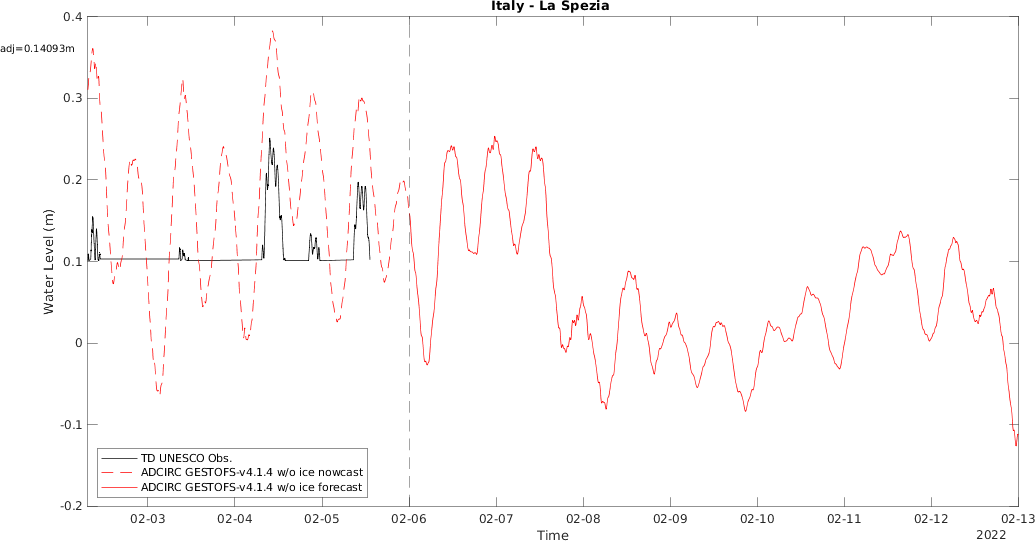 Italy - La Spezia
adj=0.14093m
0.4
0.3
0.2
0.1
0
-0.1
-0.2
Water Level (m)
TD UNESCO Obs.
ADCIRC GESTOFS-v4.1.4 w/o ice nowcast
ADCIRC GESTOFS-v4.1.4 w/o ice forecast
02-03 02-04 02-05 02-06 02-07 02-08 02-09 02-10 02-11 02-12 02-13
Time
2022